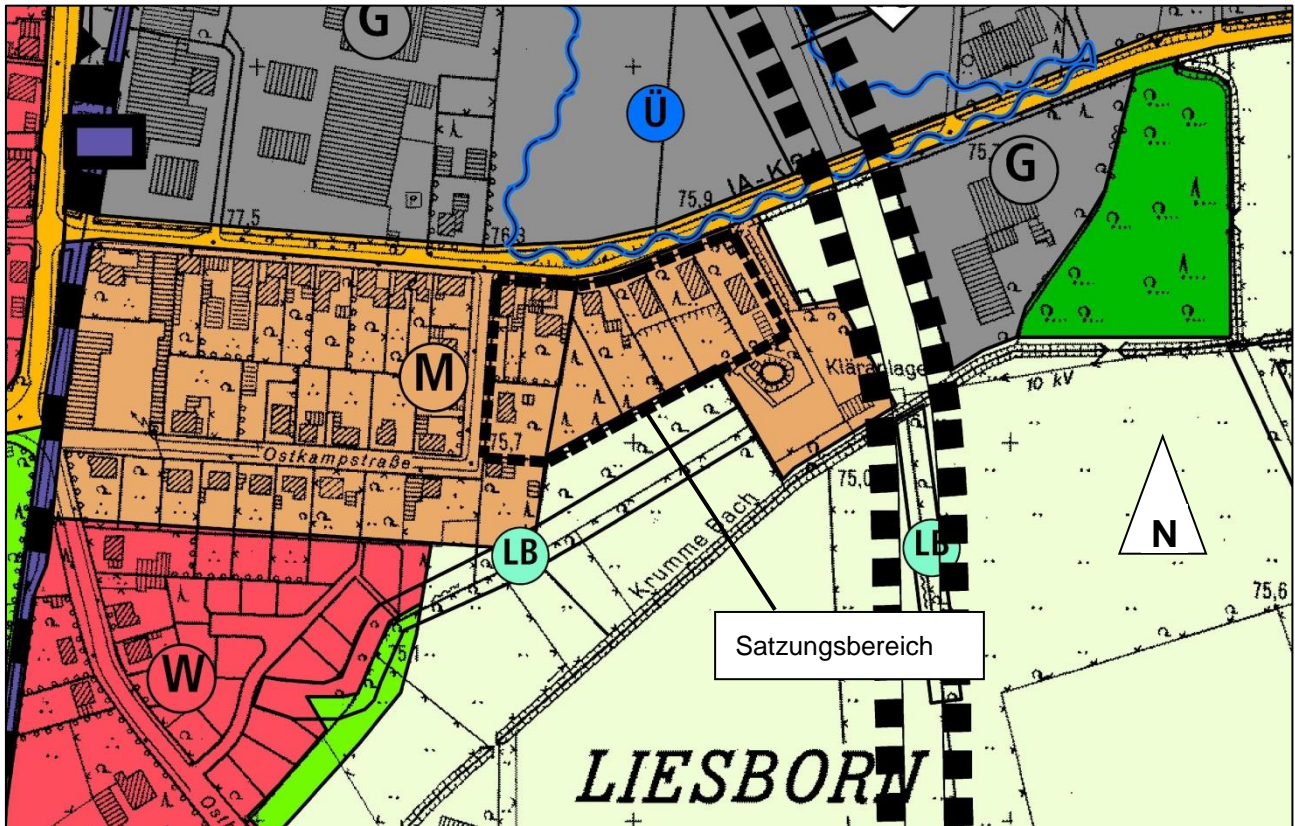 G
Ü
75,9
G
77,5
76,3
M
Kläranlage
10 kV
75,7
Ostkampstraße
75,0
N
LB
LB
Krumme Bach
75,6
Satzungsbereich
W
75,1
LIESBORN